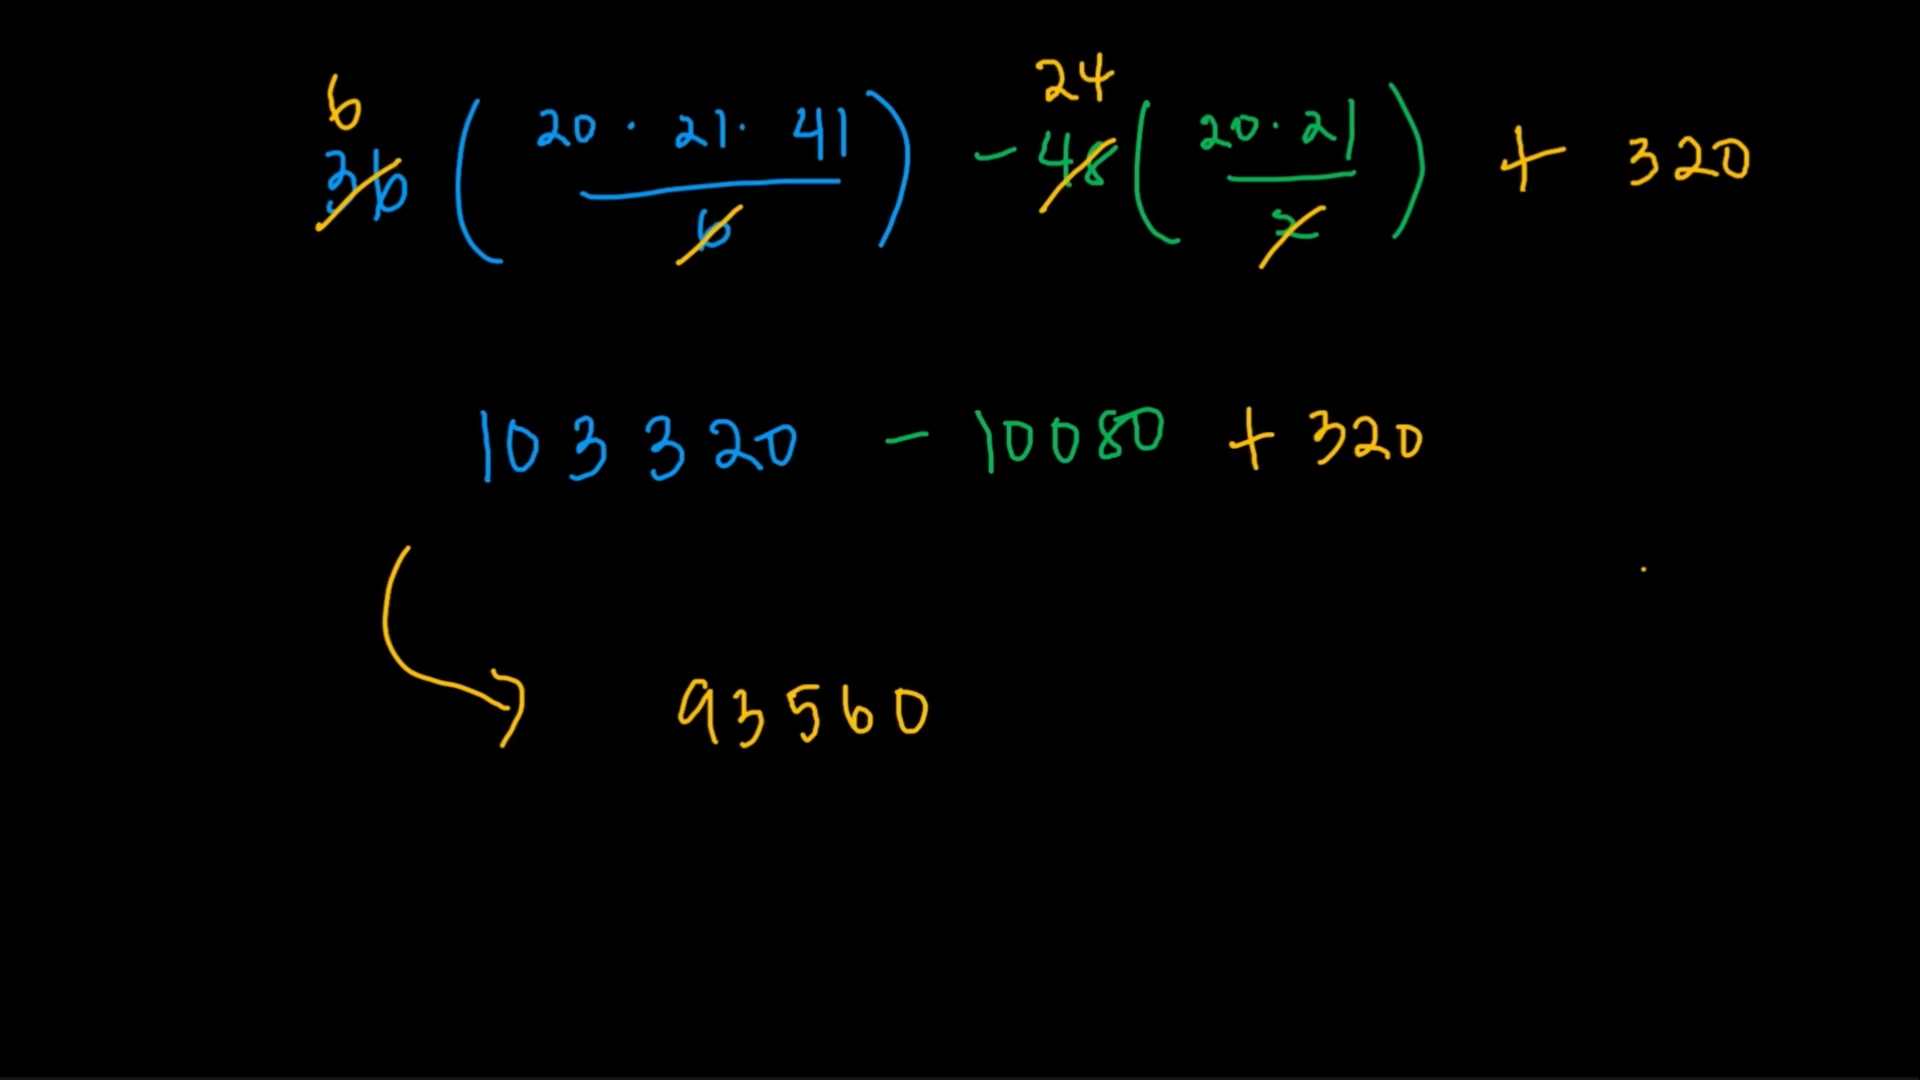 6 24
36 ( 20 · 21 · 41 / 6 ) - 48 ( 20 · 21 / 2 ) + 320
103320 - 10080 + 320
93560